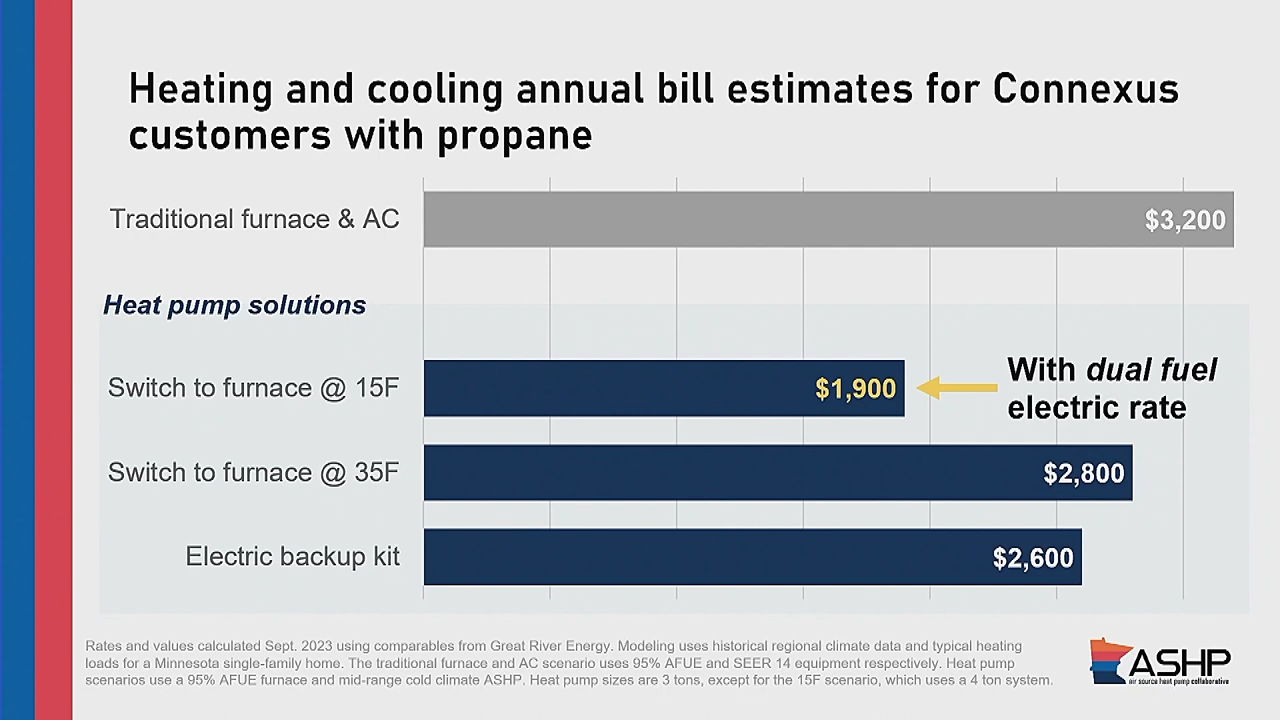 Heating and cooling annual bill estimates for Connexus
customers with propane
Traditional furnace & AC
$3,200
Heat pump solutions
Switch to furnace @ 15F
$1,900
With dual fuel
electric rate
Switch to furnace @ 35F
$2,800
Electric backup kit
$2,600
Rates and values calculated Sept. 2023 using comparables from Great River Energy. Modeling uses historical regional climate data and typical heating
loads for a Minnesota single-family home. The traditional furnace and AC scenario uses 95% AFUE and SEER 14 equipment respectively. Heat pump
scenarios use a 95% AFUE furnace and mid-range cold climate ASHP. Heat pump sizes are 3 tons, except for the 15F scenario, which uses a 4 ton system.
ASHP
air source heat pump collaborative